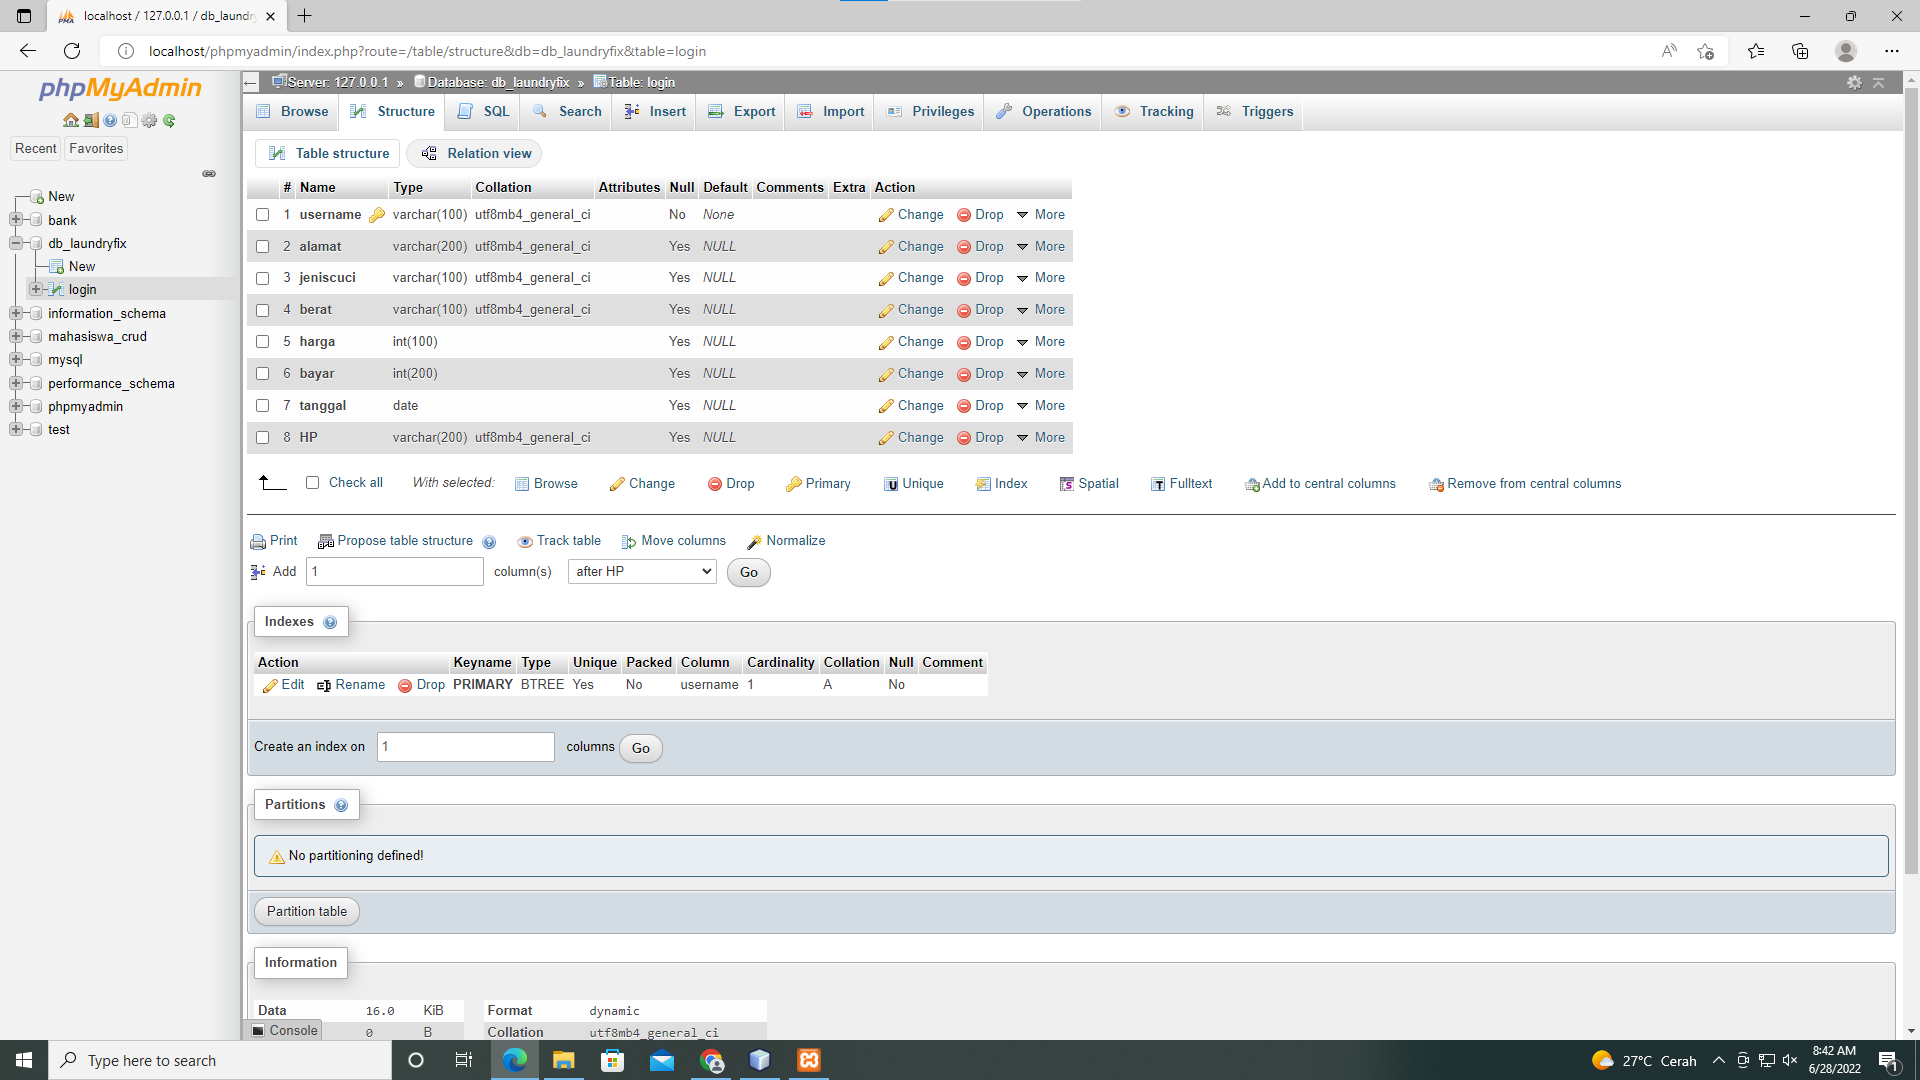 localhost / 127.0.0.1 / db_laundry
localhost/phpmyadmin/index.php?route=/table/structure&db=db_laundryfix&table=login
phpMyAdmin
Server: 127.0.0.1 » Database: db_laundryfix » Table: login
Browse Structure SQL Search Insert Export Import Privileges Operations Tracking Triggers
Recent Favorites
New
bank
db_laundryfix
New
login
information_schema
mahasiswa_crud
mysql
performance_schema
phpmyadmin
test
Table structure Relation view
# Name Type Collation Attributes Null Default Comments Extra Action
1 username varchar(100) utf8mb4_general_ci No None Change Drop More
2 alamat varchar(200) utf8mb4_general_ci Yes NULL Change Drop More
3 jeniscuci varchar(100) utf8mb4_general_ci Yes NULL Change Drop More
4 berat varchar(100) utf8mb4_general_ci Yes NULL Change Drop More
5 harga int(100) Yes NULL Change Drop More
6 bayar int(200) Yes NULL Change Drop More
7 tanggal date Yes NULL Change Drop More
8 HP varchar(200) utf8mb4_general_ci Yes NULL Change Drop More
Check all With selected: Browse Change Drop Primary Unique Index Spatial Fulltext Add to central columns Remove from central columns
Print Propose table structure Track table Move columns Normalize
Add 1 column(s) after HP Go
Indexes
Action Keyname Type Unique Packed Column Cardinality Collation Null Comment
Edit Rename Drop PRIMARY BTREE Yes No username 1 A No
Create an index on 1 columns Go
Partitions
No partitioning defined!
Partition table
Information
Data 16.0 KiB Format dynamic
Console 0 B Collation utf8mb4_general_ci
Type here to search
27°C Cerah
8:42 AM
6/28/2022
1